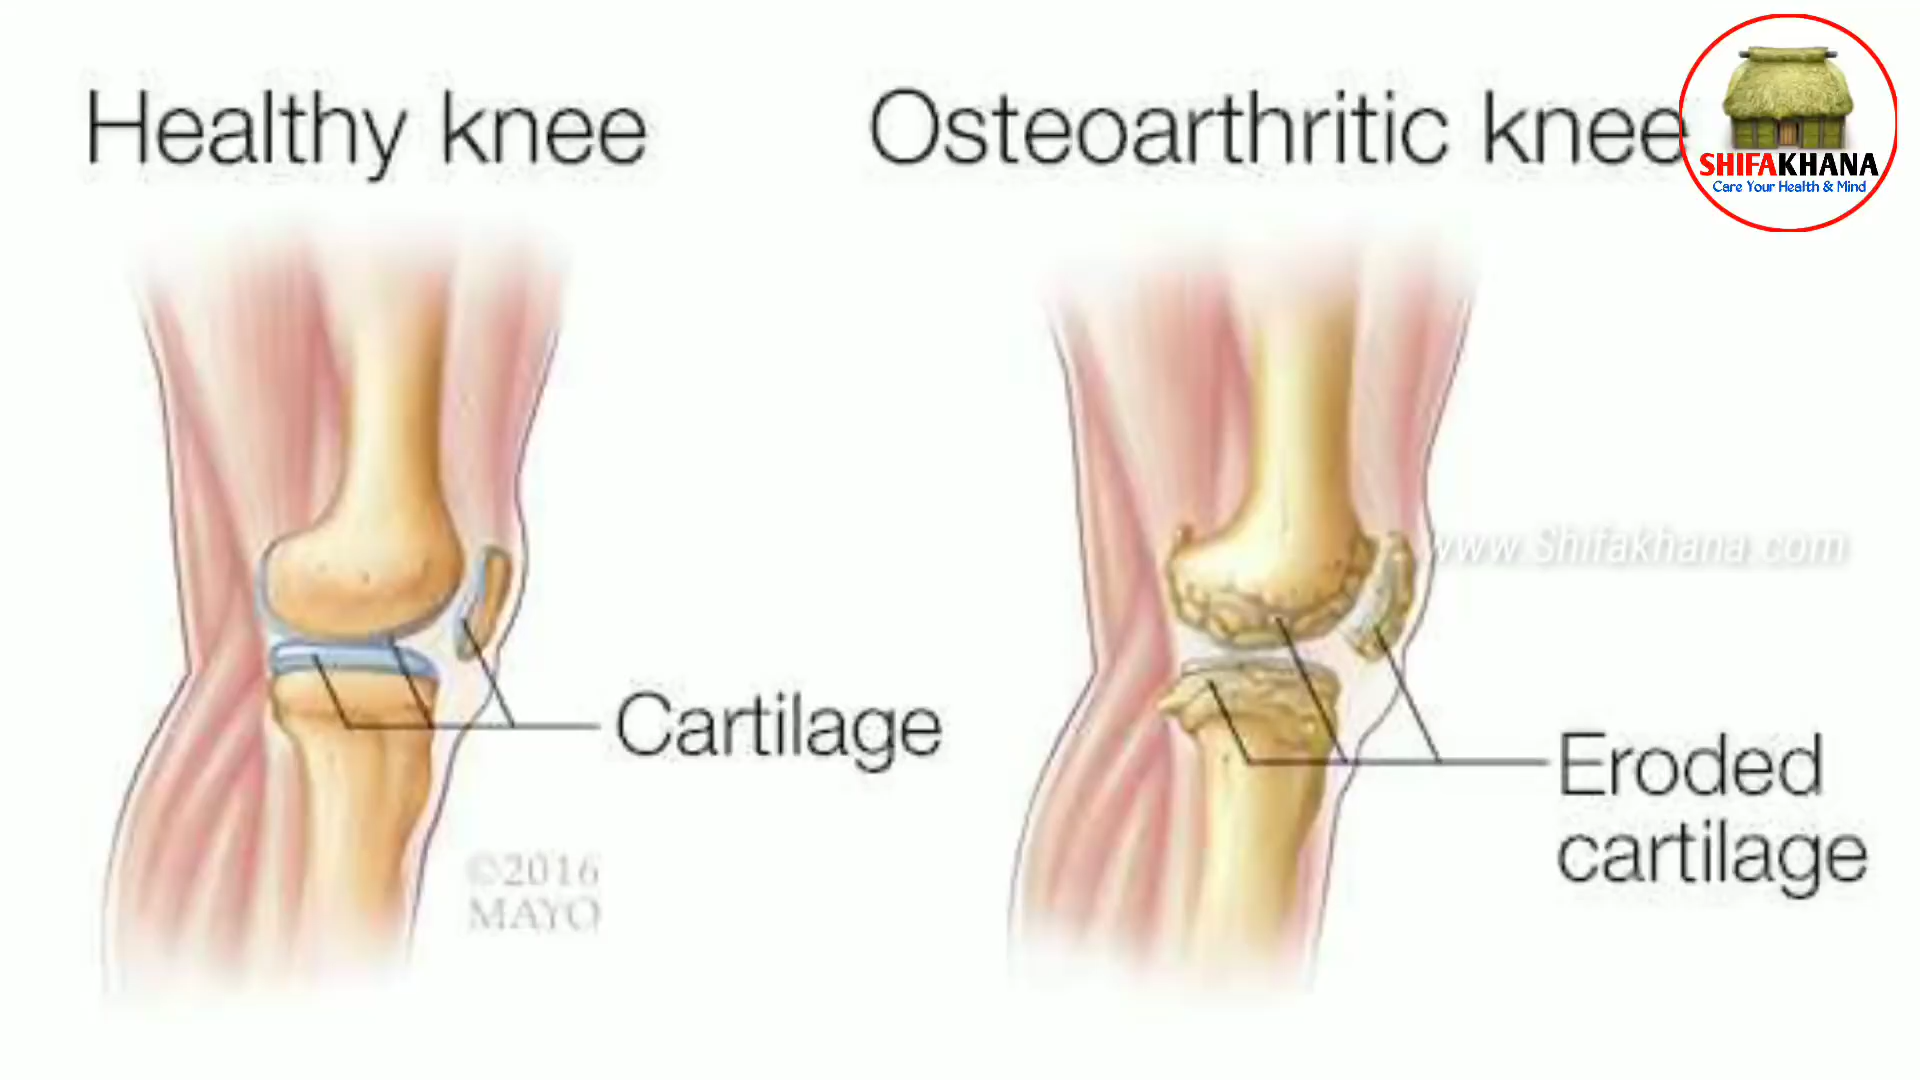 Healthy knee
Osteoarthritic knee
SHIFAKHANA
Care Your Health & Mind
www.Shifakhana.com
Cartilage
Eroded
cartilage
©2016
MAYO